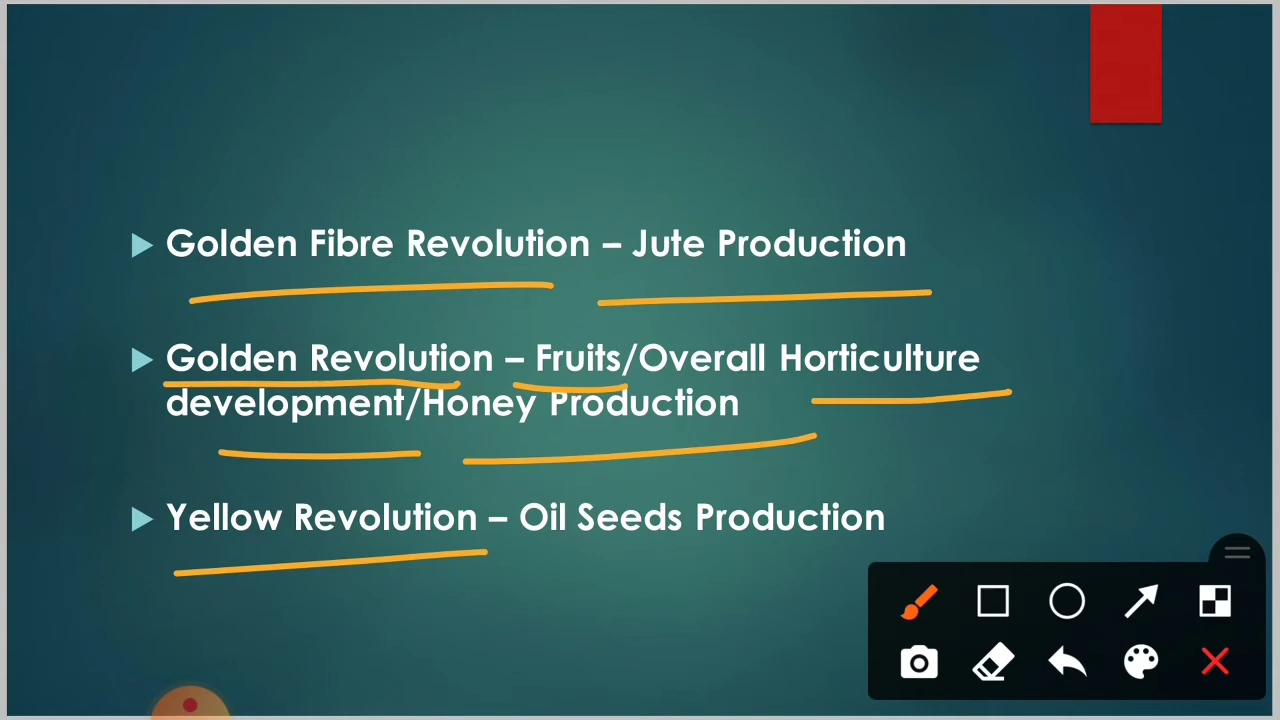 Golden Fibre Revolution – Jute Production
Golden Revolution – Fruits/Overall Horticulture
development/Honey Production
Yellow Revolution – Oil Seeds Production